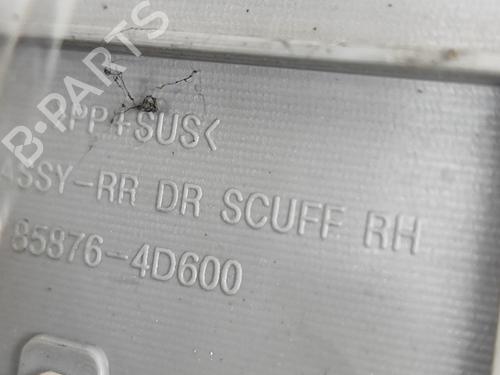 B-PARTS
>PP+SUS<
ASSY-RR DR SCUFF RH
85876-4D600